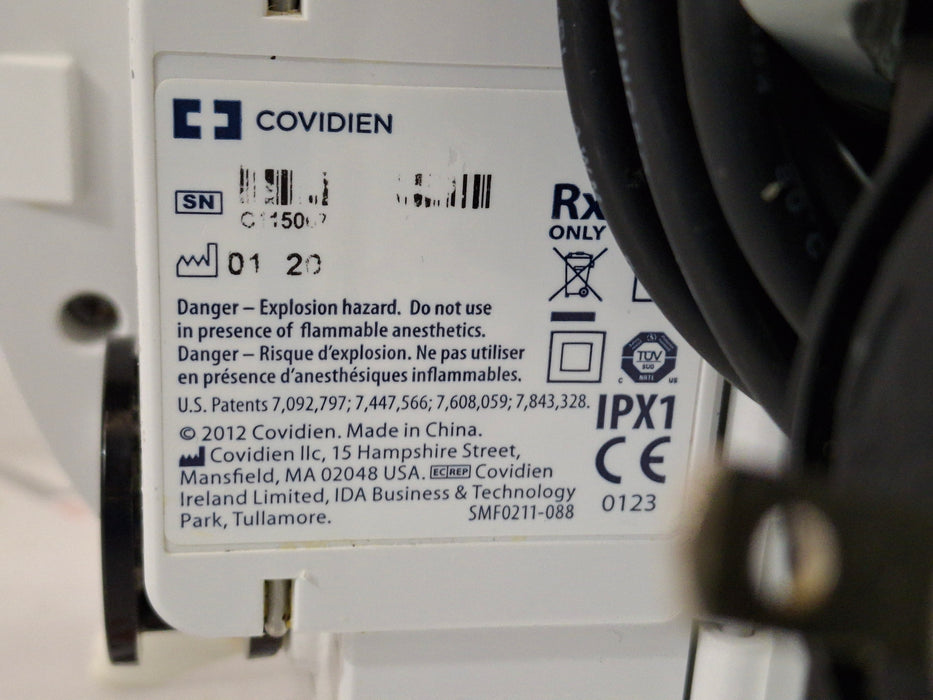 COVIDIEN
SN
01 20
Rx
ONLY
Danger – Explosion hazard. Do not use
in presence of flammable anesthetics.
Danger – Risque d'explosion. Ne pas utiliser
en présence d'anesthésiques inflammables.
U.S. Patents 7,092,797; 7,447,566; 7,608,059; 7,843,328.
TÜV
SÜD
C US
IPX1
© 2012 Covidien. Made in China.
Covidien llc, 15 Hampshire Street,
Mansfield, MA 02048 USA. EC REP Covidien
Ireland Limited, IDA Business & Technology
Park, Tullamore.
SMF0211-088
CE
0123